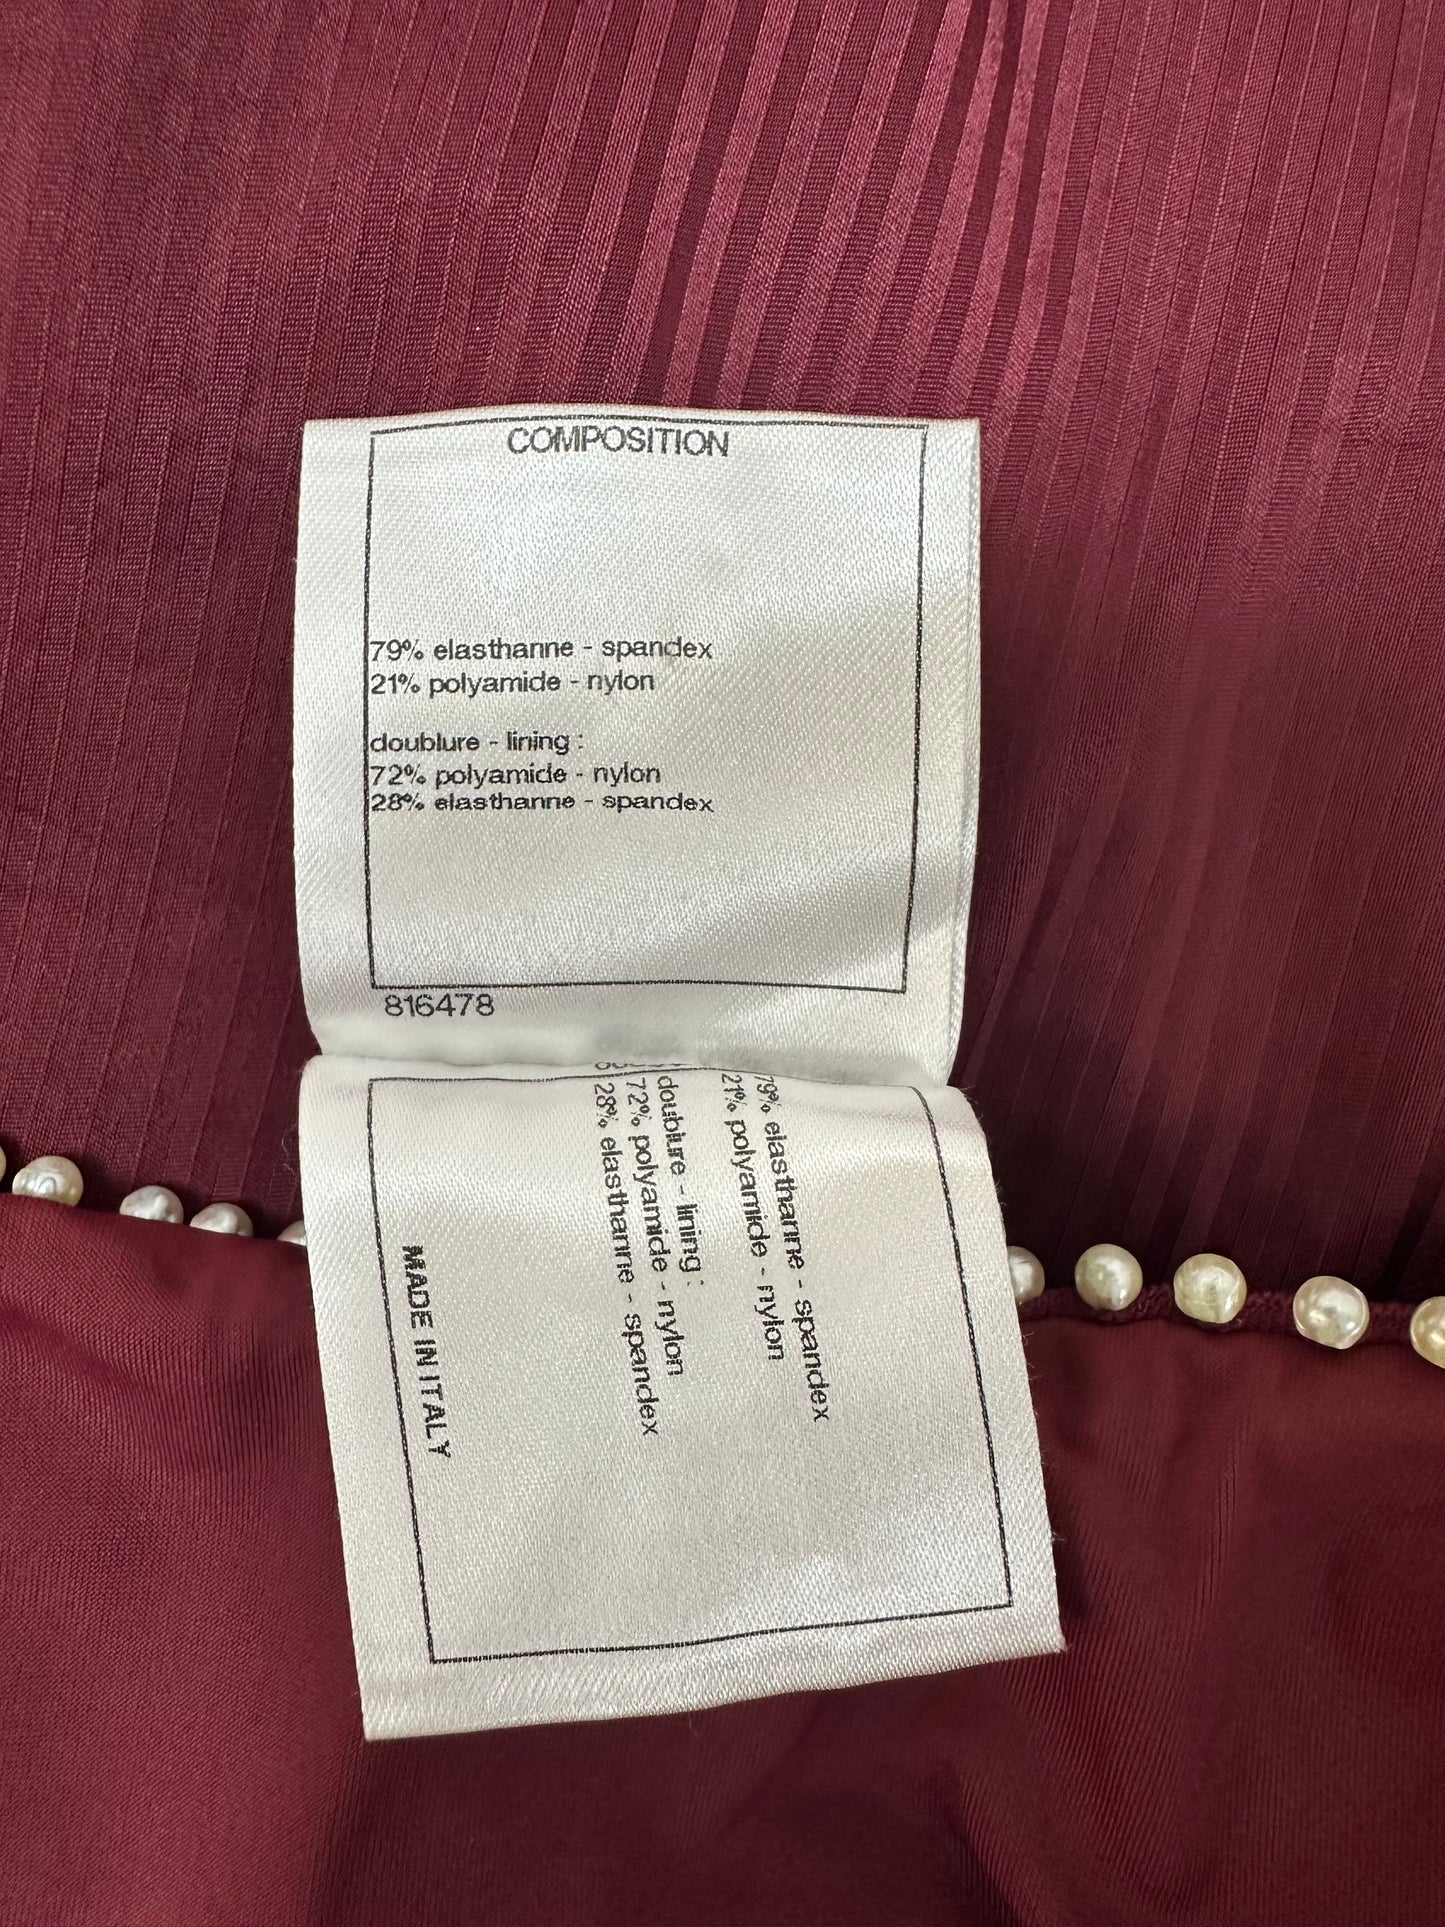 COMPOSITION
79% elasthanne - spandex
21% polyamide - nylon
doublure - lining :
72% polyamide - nylon
28% elasthanne - spandex
816478
79% elasthanne - spandex
21% polyamide - nylon
doublure - lining :
72% polyamide - nylon
28% elasthanne - spandex
MADE IN ITALY